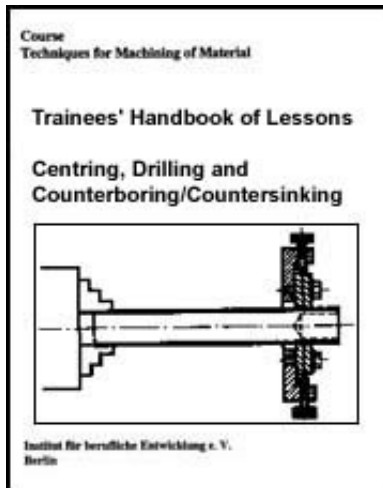 Course
Techniques for Machining of Material
Trainees' Handbook of Lessons
Centring, Drilling and
Counterboring/Countersinking
Institut für berufliche Entwicklung e. V.
Berlin